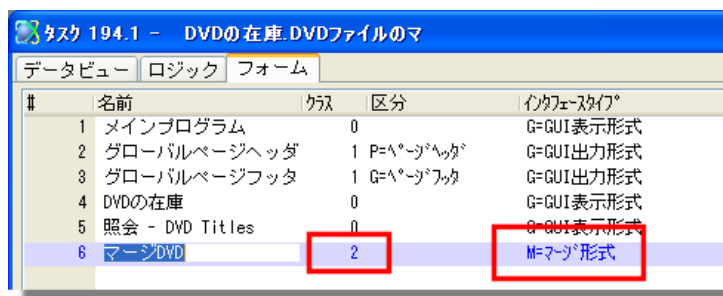 タスク 194.1 - DVDの在庫.DVDファイルのマ
データビュー ロジック フォーム
# 名前 クラス 区分 インタフェースタイプ
1 メインプログラム 0 G=GUI表示形式
2 グローバルページヘッダ 1 P=ページヘッダ G=GUI出力形式
3 グローバルページフッタ 1 G=ページフッタ G=GUI出力形式
4 DVDの在庫 0 G=GUI表示形式
5 照会 - DVD Titles 0 G=GUI表示形式
6 マージDVD 2 M=マージ形式